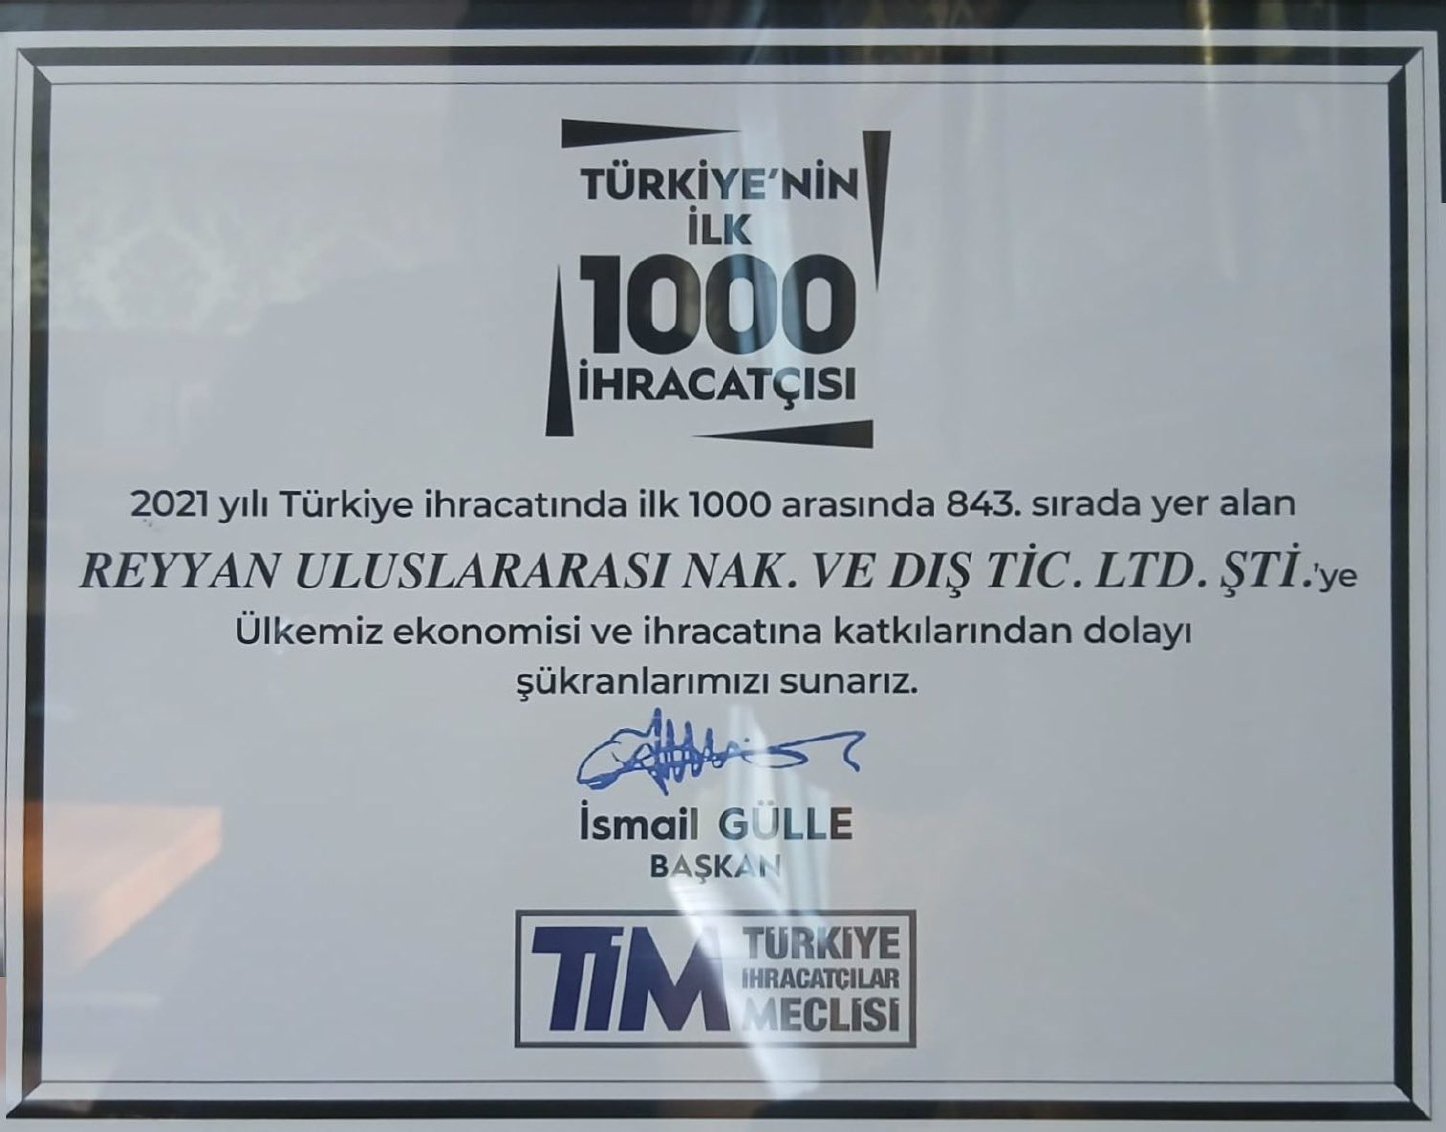 TÜRKİYE'NİN
İLK
1000
İHRACATÇISI
2021 yılı Türkiye ihracatında ilk 1000 arasında 843. sırada yer alan
REYYAN ULUSLARARASI NAK. VE DIŞ TİC. LTD. ŞTİ.'ye
Ülkemiz ekonomisi ve ihracatına katkılarından dolayı
şükranlarımızı sunarız.
İsmail GÜLLE
BAŞKAN
TİM TÜRKİYE
İHRACATÇILAR
MECLİSİ